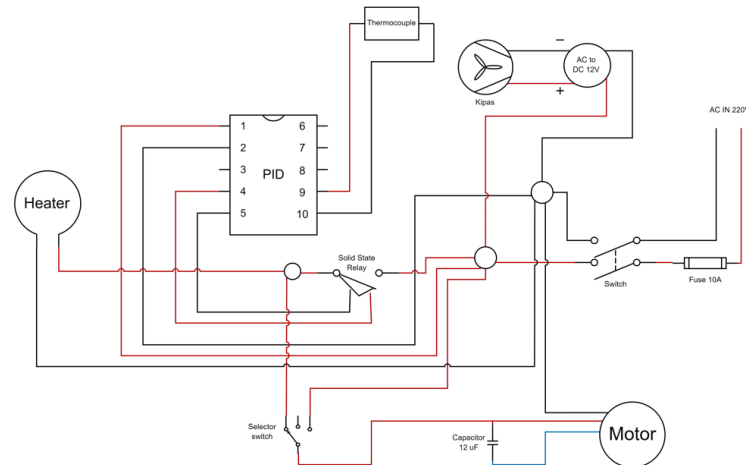 Thermocouple
AC to
DC 12V
−
+
Kipas
AC IN 220V
1
2
3
4
5
PID
6
7
8
9
10
Heater
Solid State
Relay
Switch
Fuse 10A
Selector
switch
Capacitor
12 uF
Motor